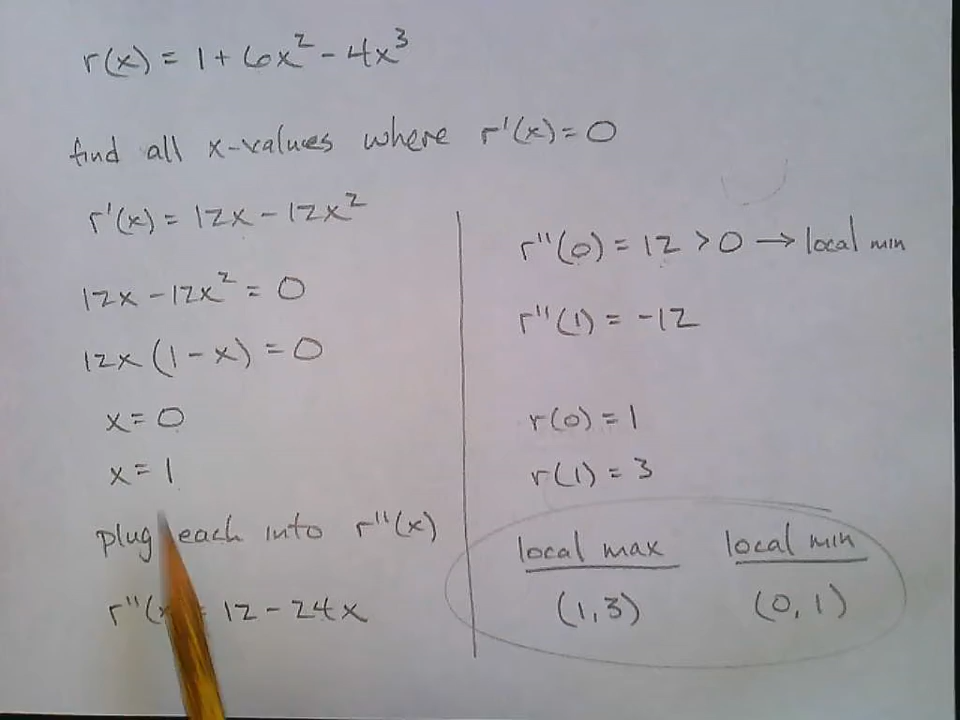 r(x) = 1 + 6x² - 4x³
find all x-values where r'(x) = 0
r'(x) = 12x - 12x²
12x - 12x² = 0
12x (1 - x) = 0
x = 0
x = 1
plug each into r''(x)
r''(x = 12 - 24x
r''(0) = 12 > 0 → local min
r''(1) = -12
r(0) = 1
r(1) = 3
local max local min
(1, 3) (0, 1)